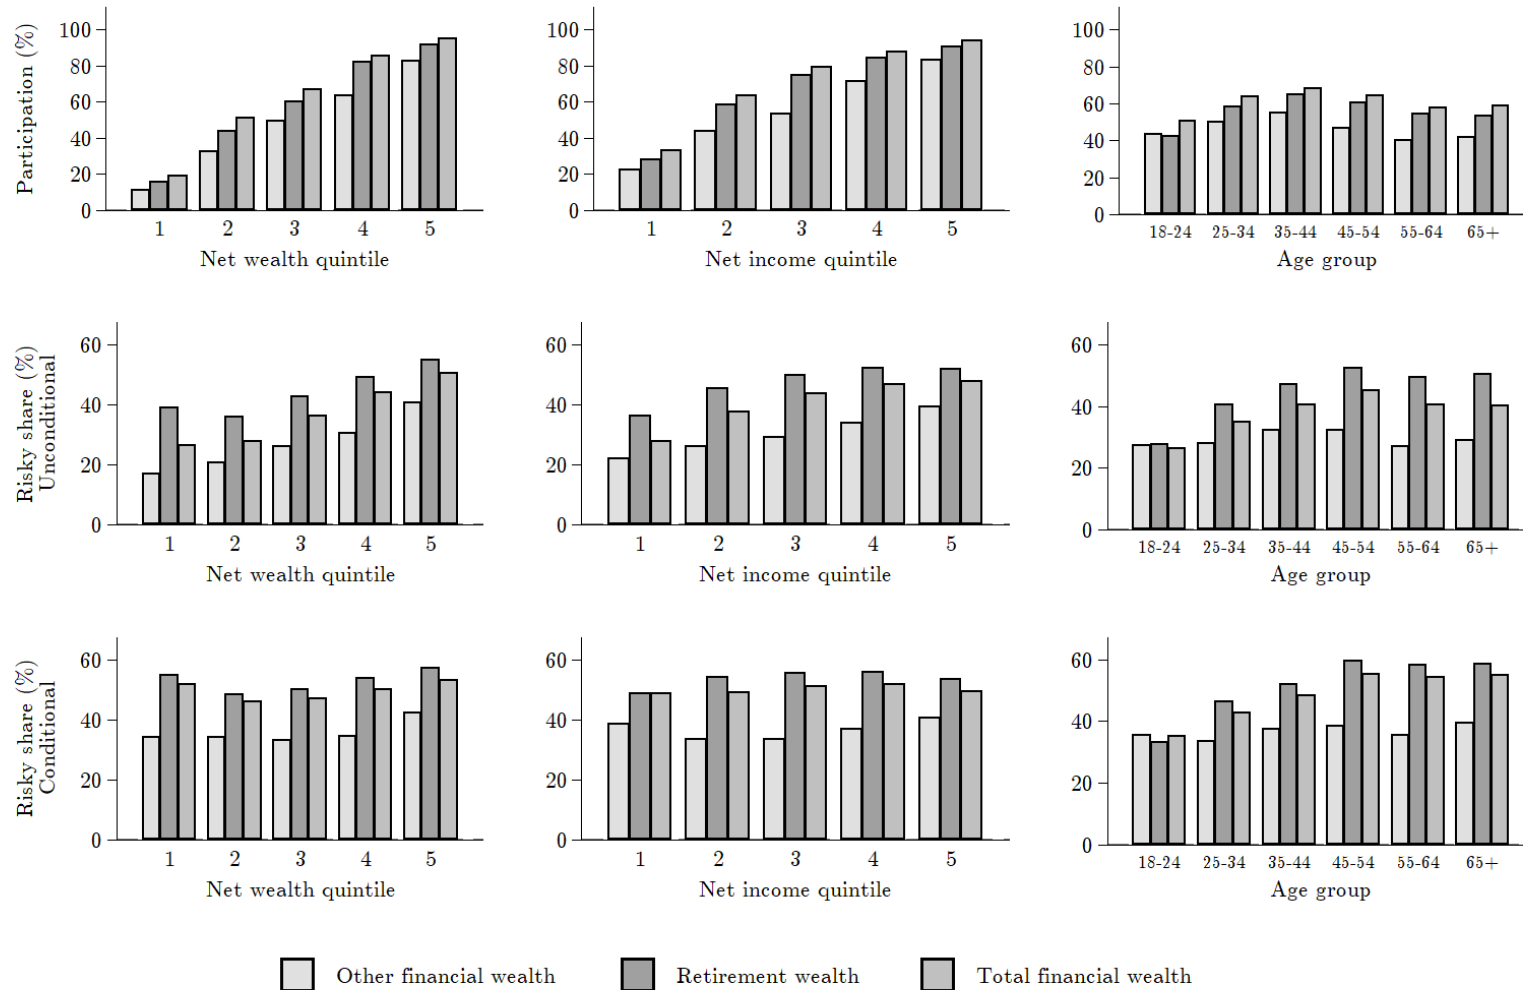 Participation (%)
100
80
60
40
20
0
1 2 3 4 5
Net wealth quintile
100
80
60
40
20
0
1 2 3 4 5
Net income quintile
100
80
60
40
20
0
18-24 25-34 35-44 45-54 55-64 65+
Age group
Risky share (%)
Unconditional
60
40
20
0
1 2 3 4 5
Net wealth quintile
60
40
20
0
1 2 3 4 5
Net income quintile
60
40
20
0
18-24 25-34 35-44 45-54 55-64 65+
Age group
Risky share (%)
Conditional
60
40
20
0
1 2 3 4 5
Net wealth quintile
60
40
20
0
1 2 3 4 5
Net income quintile
60
40
20
0
18-24 25-34 35-44 45-54 55-64 65+
Age group
Other financial wealth Retirement wealth Total financial wealth